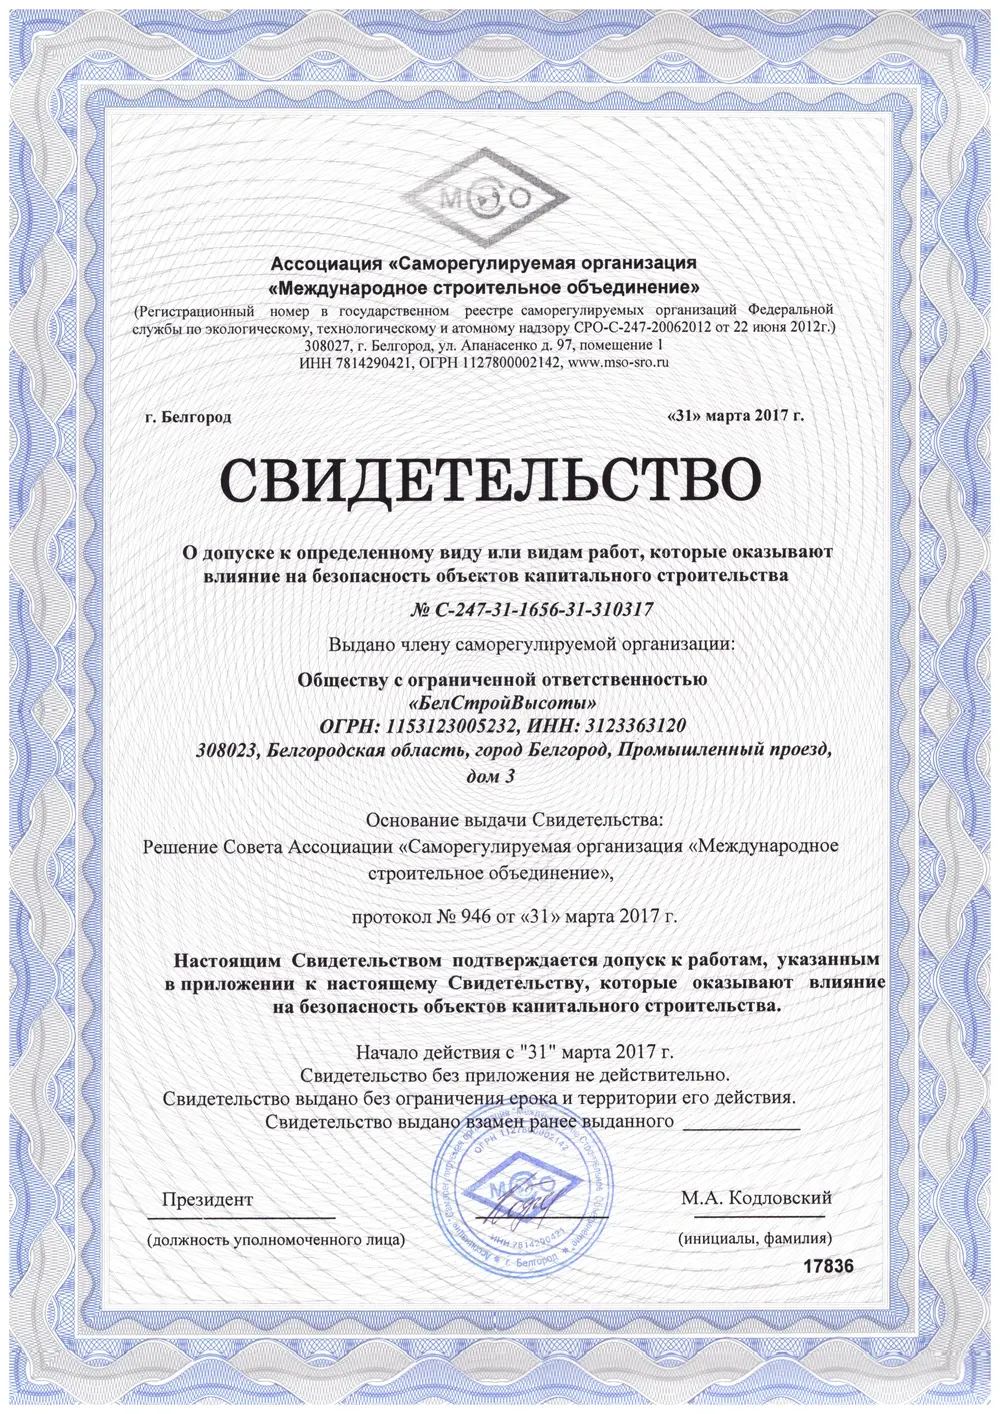 МСО
Ассоциация «Саморегулируемая организация
«Международное строительное объединение»
(Регистрационный номер в государственном реестре саморегулируемых организаций Федеральной
службы по экологическому, технологическому и атомному надзору СРО-С-247-20062012 от 22 июня 2012г.)
308027, г. Белгород, ул. Апанасенко д. 97, помещение 1
ИНН 7814290421, ОГРН 1127800002142, www.mso-sro.ru
г. Белгород «31» марта 2017 г.
СВИДЕТЕЛЬСТВО
О допуске к определенному виду или видам работ, которые оказывают
влияние на безопасность объектов капитального строительства
№ С-247-31-1656-31-310317
Выдано члену саморегулируемой организации:
Обществу с ограниченной ответственностью
«БелСтройВысоты»
ОГРН: 1153123005232, ИНН: 3123363120
308023, Белгородская область, город Белгород, Промышленный проезд,
дом 3
Основание выдачи Свидетельства:
Решение Совета Ассоциации «Саморегулируемая организация «Международное
строительное объединение»,
протокол № 946 от «31» марта 2017 г.
Настоящим Свидетельством подтверждается допуск к работам, указанным
в приложении к настоящему Свидетельству, которые оказывают влияние
на безопасность объектов капитального строительства.
Начало действия с "31" марта 2017 г.
Свидетельство без приложения не действительно.
Свидетельство выдано без ограничения срока и территории его действия.
Свидетельство выдано взамен ранее выданного ____________
ОГРН 1127800002142
МСО
ИНН 7814290421
г. Белгород
Президент М.А. Кодловский
(должность уполномоченного лица) (инициалы, фамилия)
17836